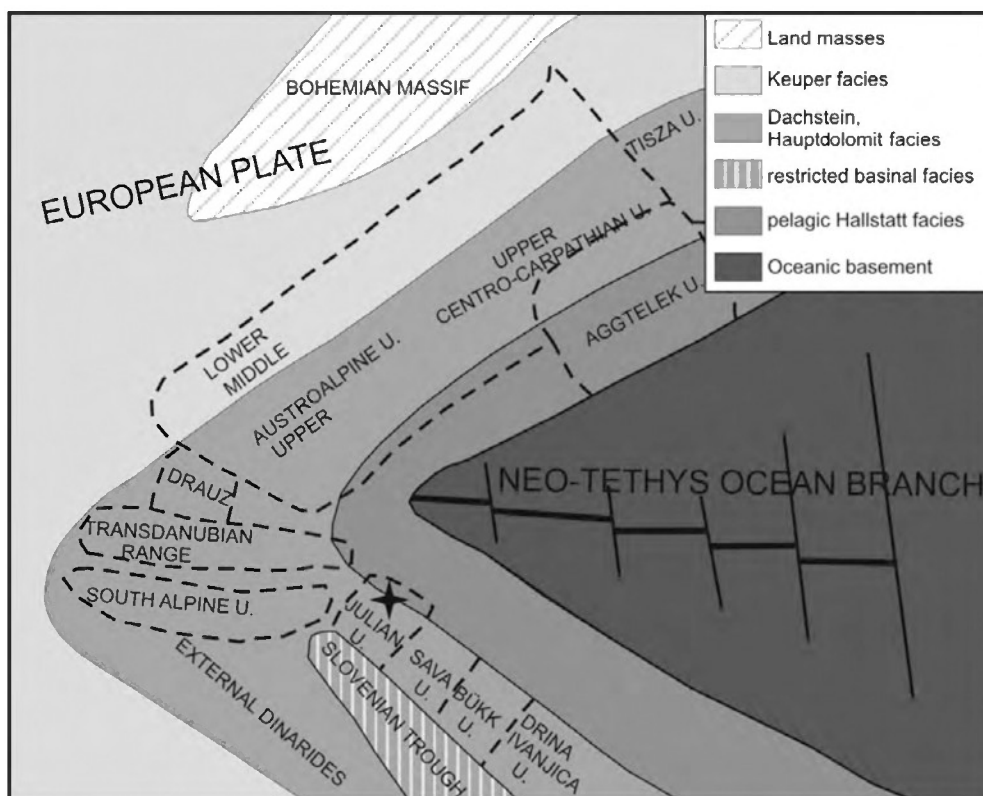 Land masses
Keuper facies
Dachstein,
Hauptdolomit facies
restricted basinal facies
pelagic Hallstatt facies
Oceanic basement
BOHEMIAN MASSIF
EUROPEAN PLATE
TISZA U.
UPPER
CENTRO-CARPATHIAN U.
AGGTELEK U.
LOWER
MIDDLE
AUSTROALPINE U.
UPPER
NEO-TETHYS OCEAN BRANCH
DRAUZ
TRANSDANUBIAN
RANGE
SOUTH ALPINE U.
JULIAN
U.
SAVA
U.
BÜKK
U.
DRINA
IVANJICA
U.
SLOVENIAN TROUGH
EXTERNAL DINARIDES